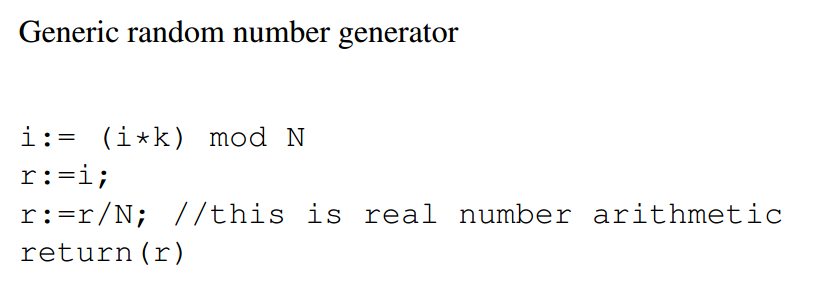 Generic random number generator
i:= (i*k) mod N
r:=i;
r:=r/N; //this is real number arithmetic
return(r)